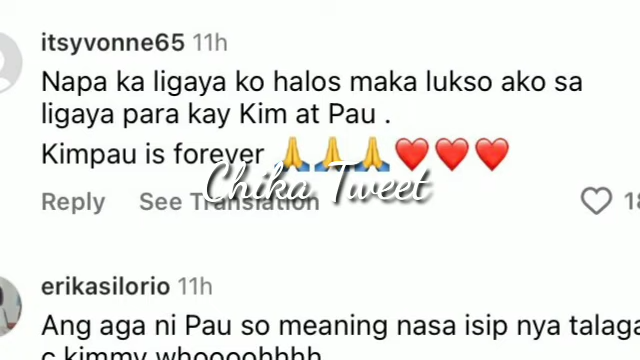 itsyvonne65 11h
Napa ka ligaya ko halos maka lukso ako sa
ligaya para kay Kim at Pau .
Kimpau is forever 🙏🙏🙏❤️❤️❤️
Chika Tweet
Reply See Translation 18
erikasilorio 11h
Ang aga ni Pau so meaning nasa isip nya talaga
c kimmy whoooohhhh